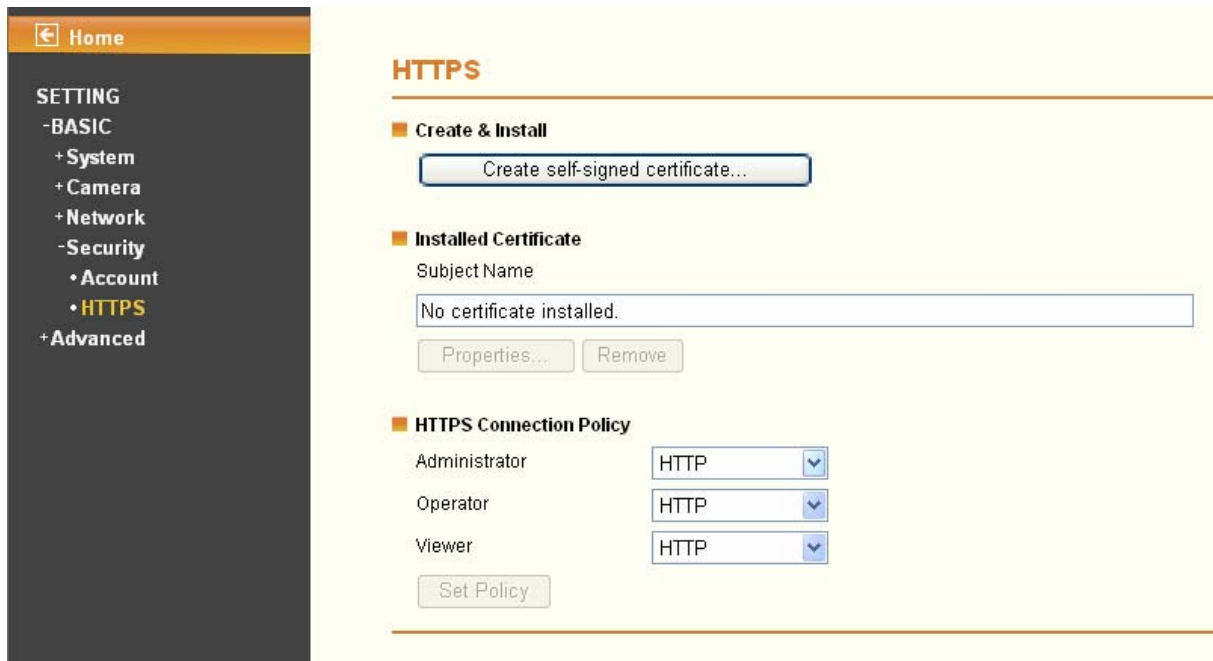 Home
SETTING
-BASIC
+System
+Camera
+Network
-Security
•Account
•HTTPS
+Advanced
HTTPS
Create & Install
Create self-signed certificate...
Installed Certificate
Subject Name
No certificate installed.
Properties... Remove
HTTPS Connection Policy
Administrator HTTP
Operator HTTP
Viewer HTTP
Set Policy